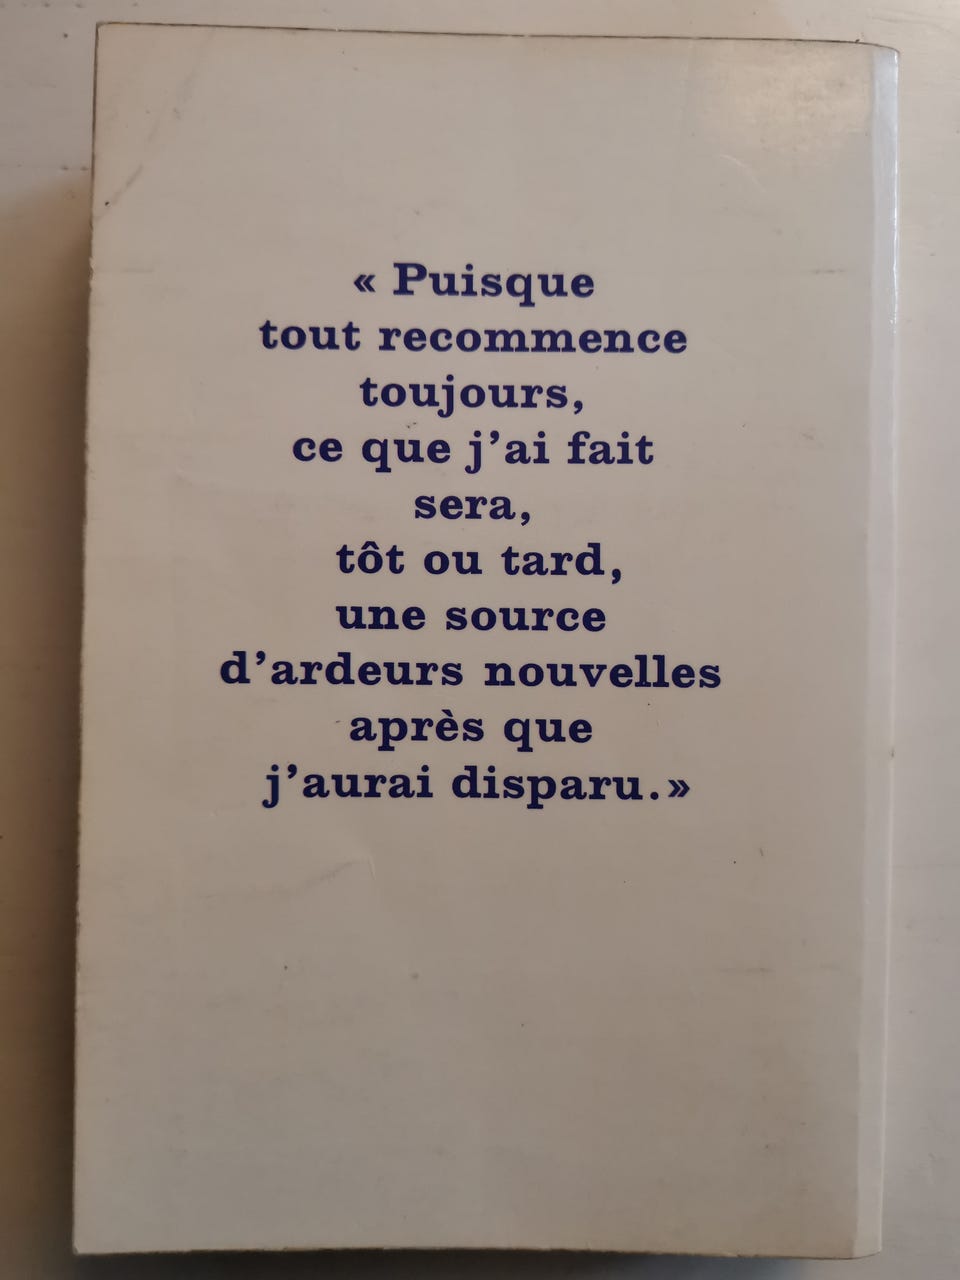 « Puisque
tout recommence
toujours,
ce que j’ai fait
sera,
tôt ou tard,
une source
d’ardeurs nouvelles
après que
j’aurai disparu.»